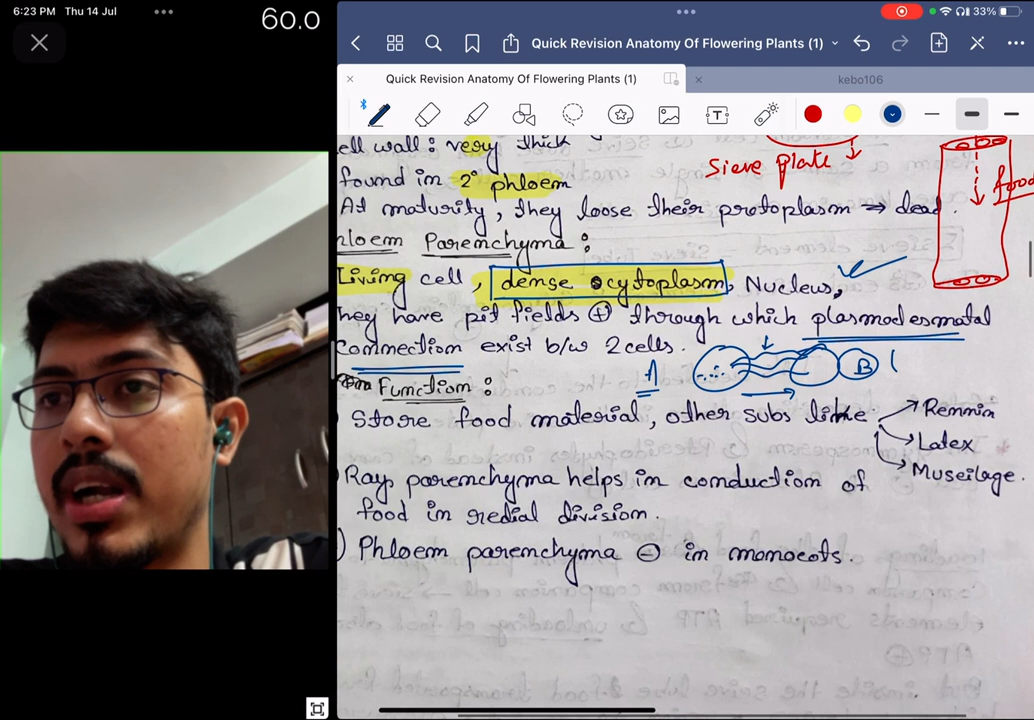 6:23 PM Thu 14 Jul
60.0
33%
Quick Revision Anatomy Of Flowering Plants (1)
Quick Revision Anatomy Of Flowering Plants (1)
kebo106
ell wall : very thick
Sieve plate
found in 2° phloem
food
At maturity, they loose their protoplasm → dead.
hloem Parenchyma :
Living cell, dense cytoplasm, Nucleus,
hey have pit fields ⊕ through which plasmodesmatal
connection exist b/w 2 cells.
A
B
Function :
Store food material, other subs like
Rennin
Latex
Museilage.
) Ray parenchyma helps in conduction of
food in redial division.
) Phloem parenchyma ⊖ in monocots.